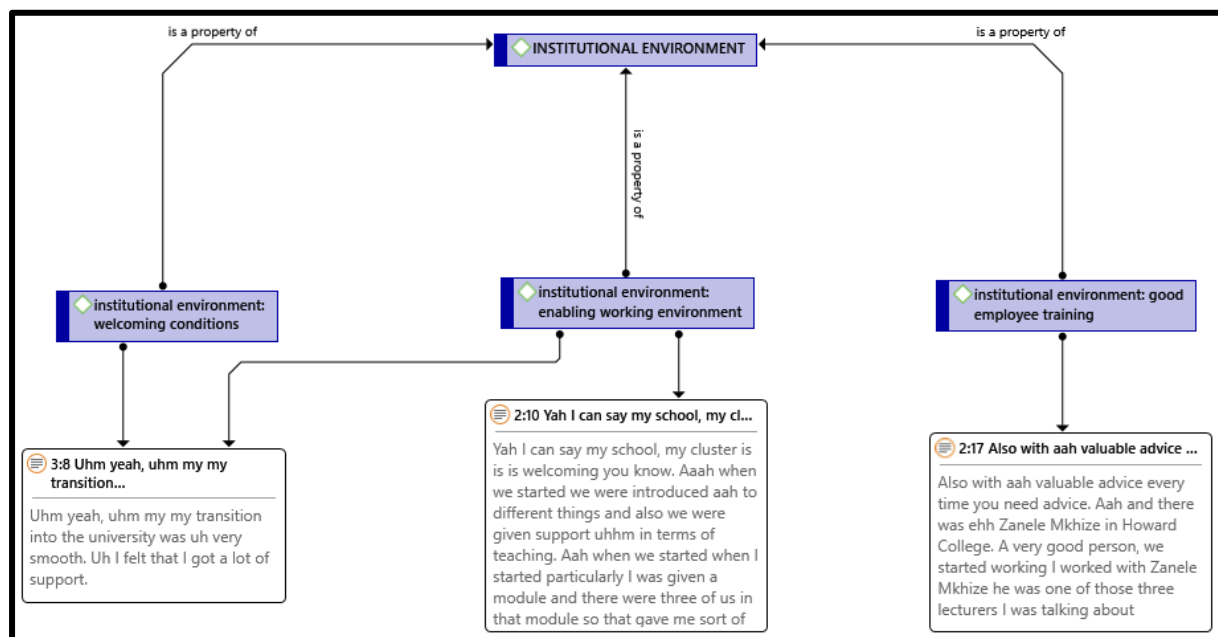 is a property of
INSTITUTIONAL ENVIRONMENT
is a property of
is a property of
institutional environment:
welcoming conditions
institutional environment:
enabling working environment
institutional environment: good
employee training
3:8 Uhm yeah, uhm my my
transition...
Uhm yeah, uhm my my transition
into the university was uh very
smooth. Uh I felt that I got a lot of
support.
2:10 Yah I can say my school, my cl...
Yah I can say my school, my cluster is
is is welcoming you know. Aaah when
we started we were introduced aah to
different things and also we were
given support uhhm in terms of
teaching. Aah when we started when I
started particularly I was given a
module and there were three of us in
that module so that gave me sort of
2:17 Also with aah valuable advice ...
Also with aah valuable advice every
time you need advice. Aah and there
was ehh Zanele Mkhize in Howard
College. A very good person, we
started working I worked with Zanele
Mkhize he was one of those three
lecturers I was talking about